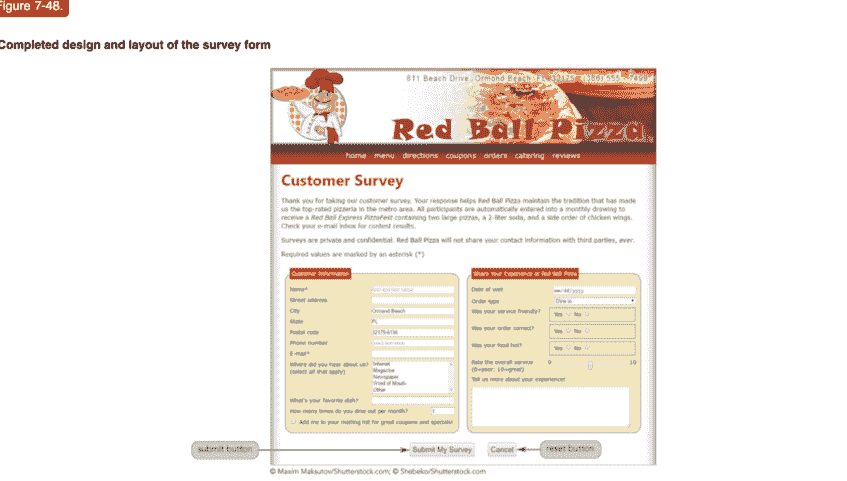 Figure 7-48.
Completed design and layout of the survey form
811 Beach Drive Ormond Beach, FL 32175 (386) 555 - 7499
Red Ball Pizza
home menu directions coupons orders catering reviews
Customer Survey
Thank you for taking our customer survey. Your response helps Red Ball Pizza maintain the tradition that has made
us the top-rated pizzeria in the metro area. All participants are automatically entered into a monthly drawing to
receive a Red Ball Express PizzaFest containing two large pizzas, a 2-liter soda, and a side order of chicken wings.
Check your e-mail inbox for contest results.
Surveys are private and confidential. Red Ball Pizza will not share your contact information with third parties, ever.
Required values are marked by an asterisk (*)
Customer Information
Name* first and last name
Street address
City Ormond Beach
State FL
Postal code 32175-6136
Phone number
E-mail*
Where did you hear about us?
(select all that apply)
Internet
Magazine
Newspaper
Word of Mouth
Other
What's your favorite dish?
How many times do you dine out per month?
Add me to your mailing list for great coupons and specials!
Share Your Experience at Red Ball Pizza
Date of visit mm/dd/yyyy
Order type Dine in
Was your service friendly? Yes No
Was your order correct? Yes No
Was your food hot? Yes No
Rate the overall service
(0=poor; 10=great)
0 10
Tell us more about your experience!
submit button
Submit My Survey
Cancel
reset button
© Maxim Maksutov/Shutterstock.com; © Shebeko/Shutterstock.com